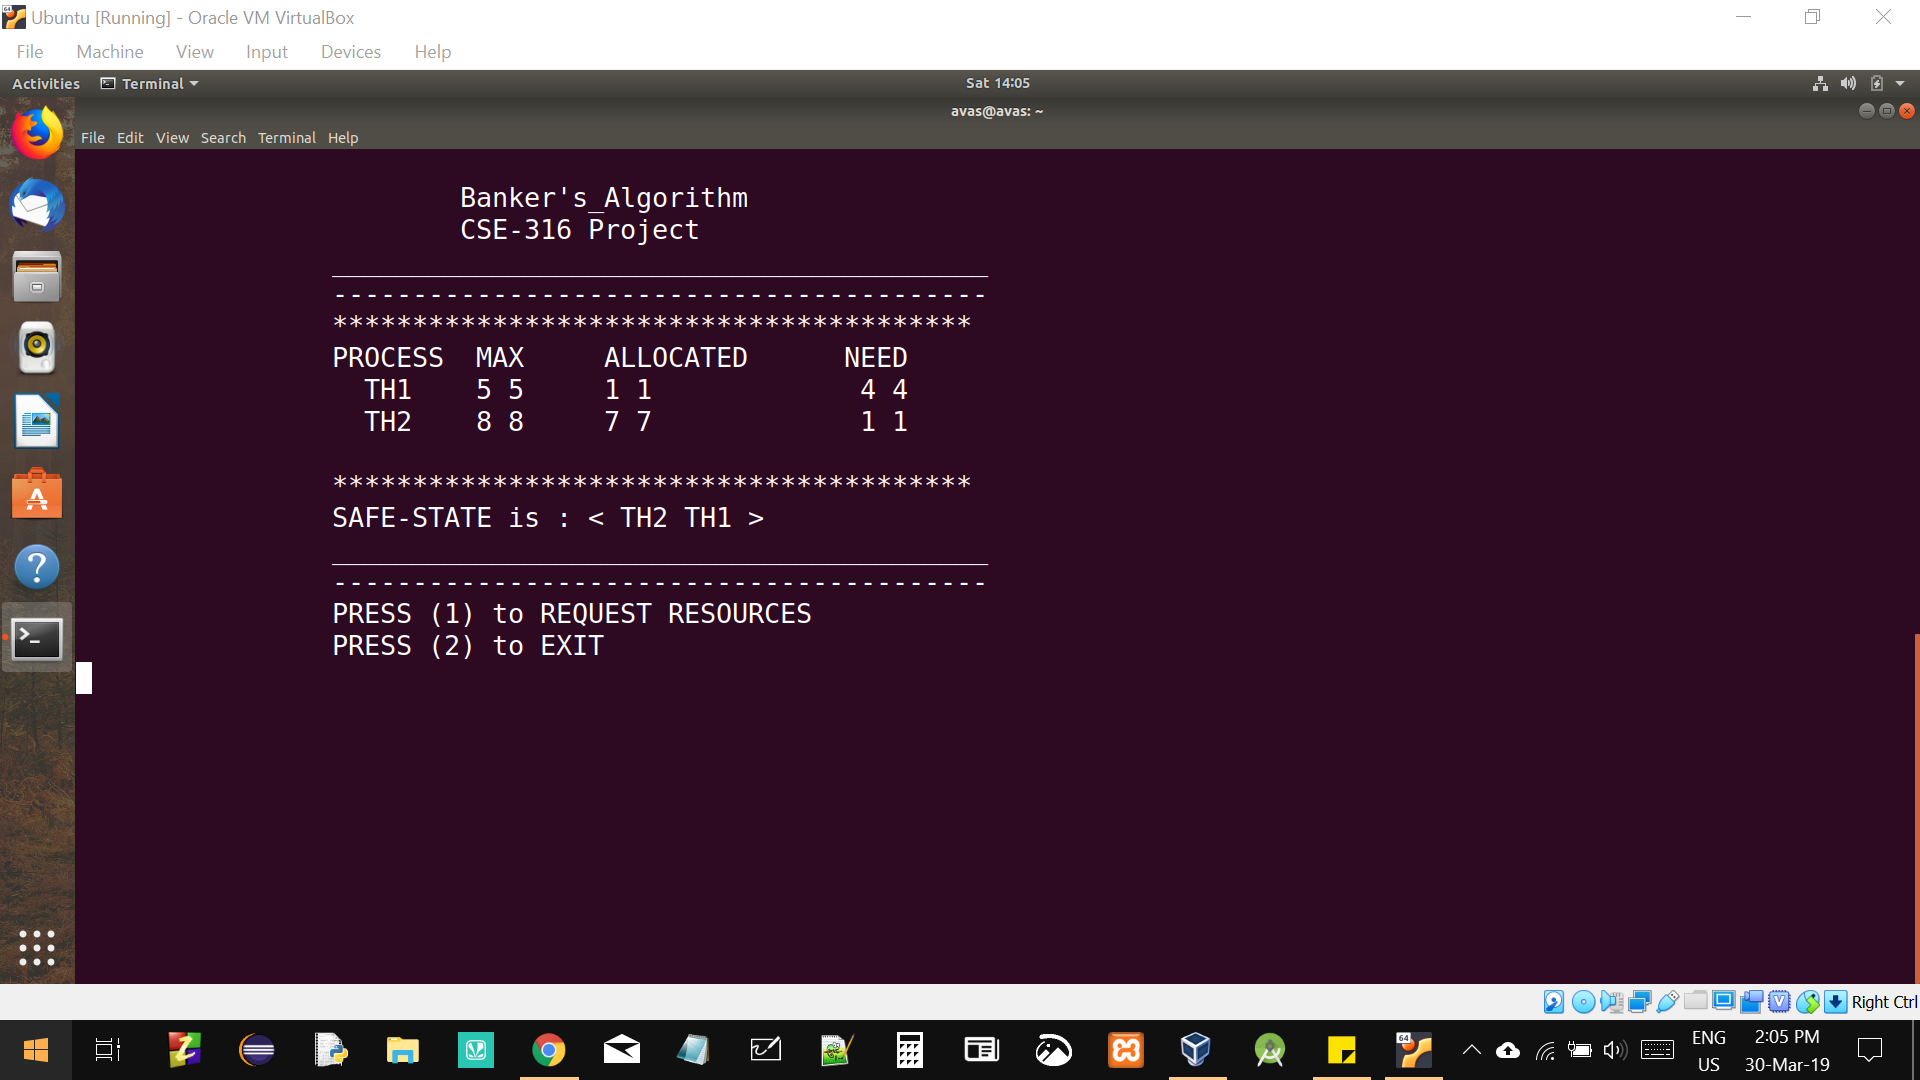 Ubuntu [Running] - Oracle VM VirtualBox
File Machine View Input Devices Help
Activities Terminal Sat 14:05
avas@avas: ~
File Edit View Search Terminal Help
Banker's_Algorithm
CSE-316 Project
_________________________________________
-----------------------------------------
****************************************
PROCESS MAX ALLOCATED NEED
TH1 5 5 1 1 4 4
TH2 8 8 7 7 1 1
****************************************
SAFE-STATE is : < TH2 TH1 >
_________________________________________
-----------------------------------------
PRESS (1) to REQUEST RESOURCES
PRESS (2) to EXIT
Right Ctrl
ENG
US
2:05 PM
30-Mar-19